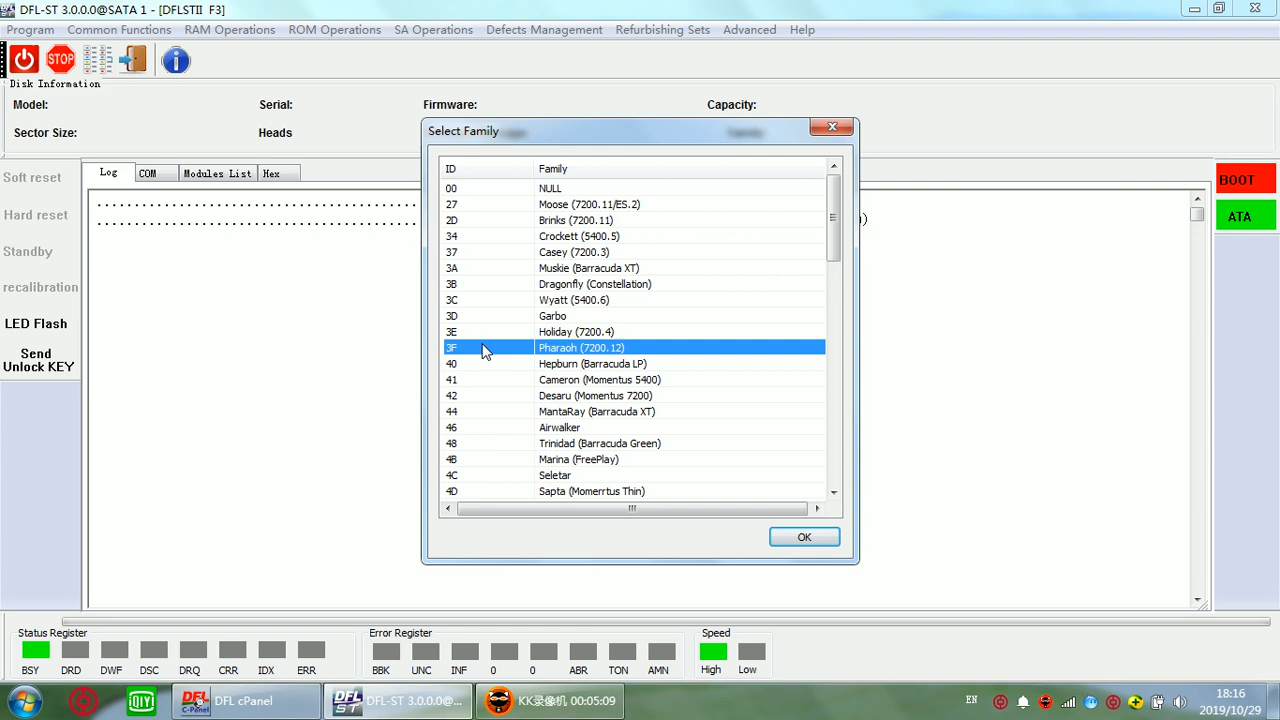 DFL-ST 3.0.0.0@SATA 1 - [DFLSTII F3]
Program Common Functions RAM Operations ROM Operations SA Operations Defects Management Refurbishing Sets Advanced Help
STOP
Disk Information
Model: Serial: Firmware: Capacity:
Sector Size: Heads
Select Family
Log COM Modules List Hex
Soft reset
Hard reset
Standby
recalibration
LED Flash
Send
Unlock KEY
ID Family
00 NULL
27 Moose (7200.11/ES.2)
2D Brinks (7200.11)
34 Crockett (5400.5)
37 Casey (7200.3)
3A Muskie (Barracuda XT)
3B Dragonfly (Constellation)
3C Wyatt (5400.6)
3D Garbo
3E Holiday (7200.4)
3F Pharaoh (7200.12)
40 Hepburn (Barracuda LP)
41 Cameron (Momentus 5400)
42 Desaru (Momentus 7200)
44 MantaRay (Barracuda XT)
46 Airwalker
48 Trinidad (Barracuda Green)
4B Marina (FreePlay)
4C Seletar
4D Sapta (Momerrtus Thin)
OK
BOOT
ATA
Status Register Error Register Speed
BSY DRD DWF DSC DRQ CRR IDX ERR BBK UNC INF 0 0 ABR TON AMN High Low
QIYI
DFL C-Panel DFL cPanel
DFL ST DFL-ST 3.0.0.0@...
KK录像机 00:05:09
EN
18:16
2019/10/29